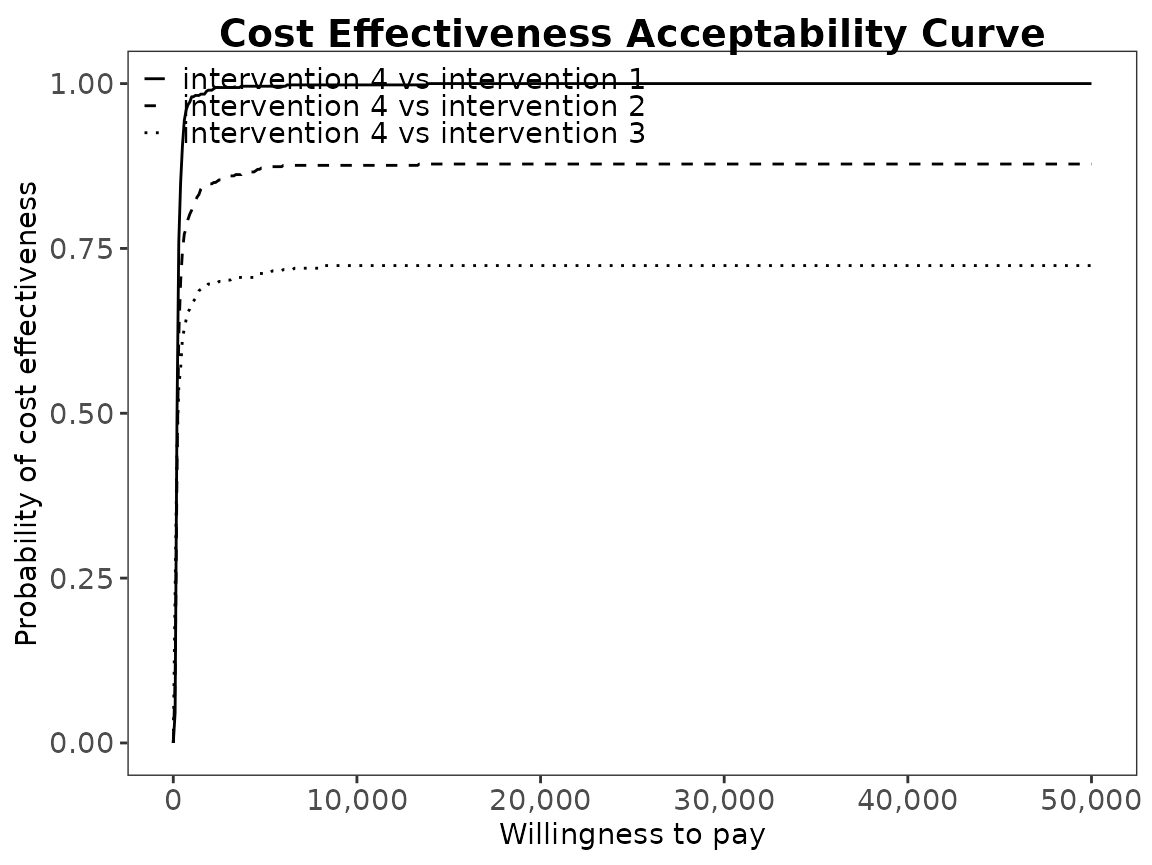 Cost Effectiveness Acceptability Curve
intervention 4 vs intervention 1
intervention 4 vs intervention 2
intervention 4 vs intervention 3
Probability of cost effectiveness
1.00
0.75
0.50
0.25
0.00
0 10,000 20,000 30,000 40,000 50,000
Willingness to pay